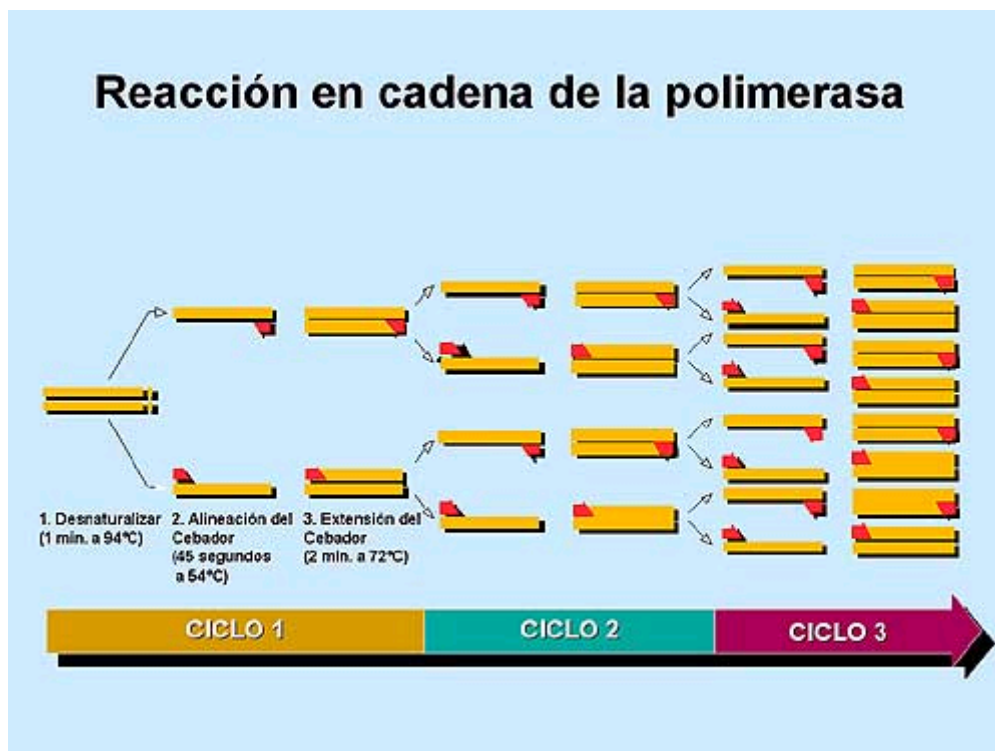 Reacción en cadena de la polimerasa
1. Desnaturalizar
(1 min. a 94°C)
2. Alineación del
Cebador
(45 segundos
a 54°C)
3. Extensión del
Cebador
(2 min. a 72°C)
CICLO 1
CICLO 2
CICLO 3